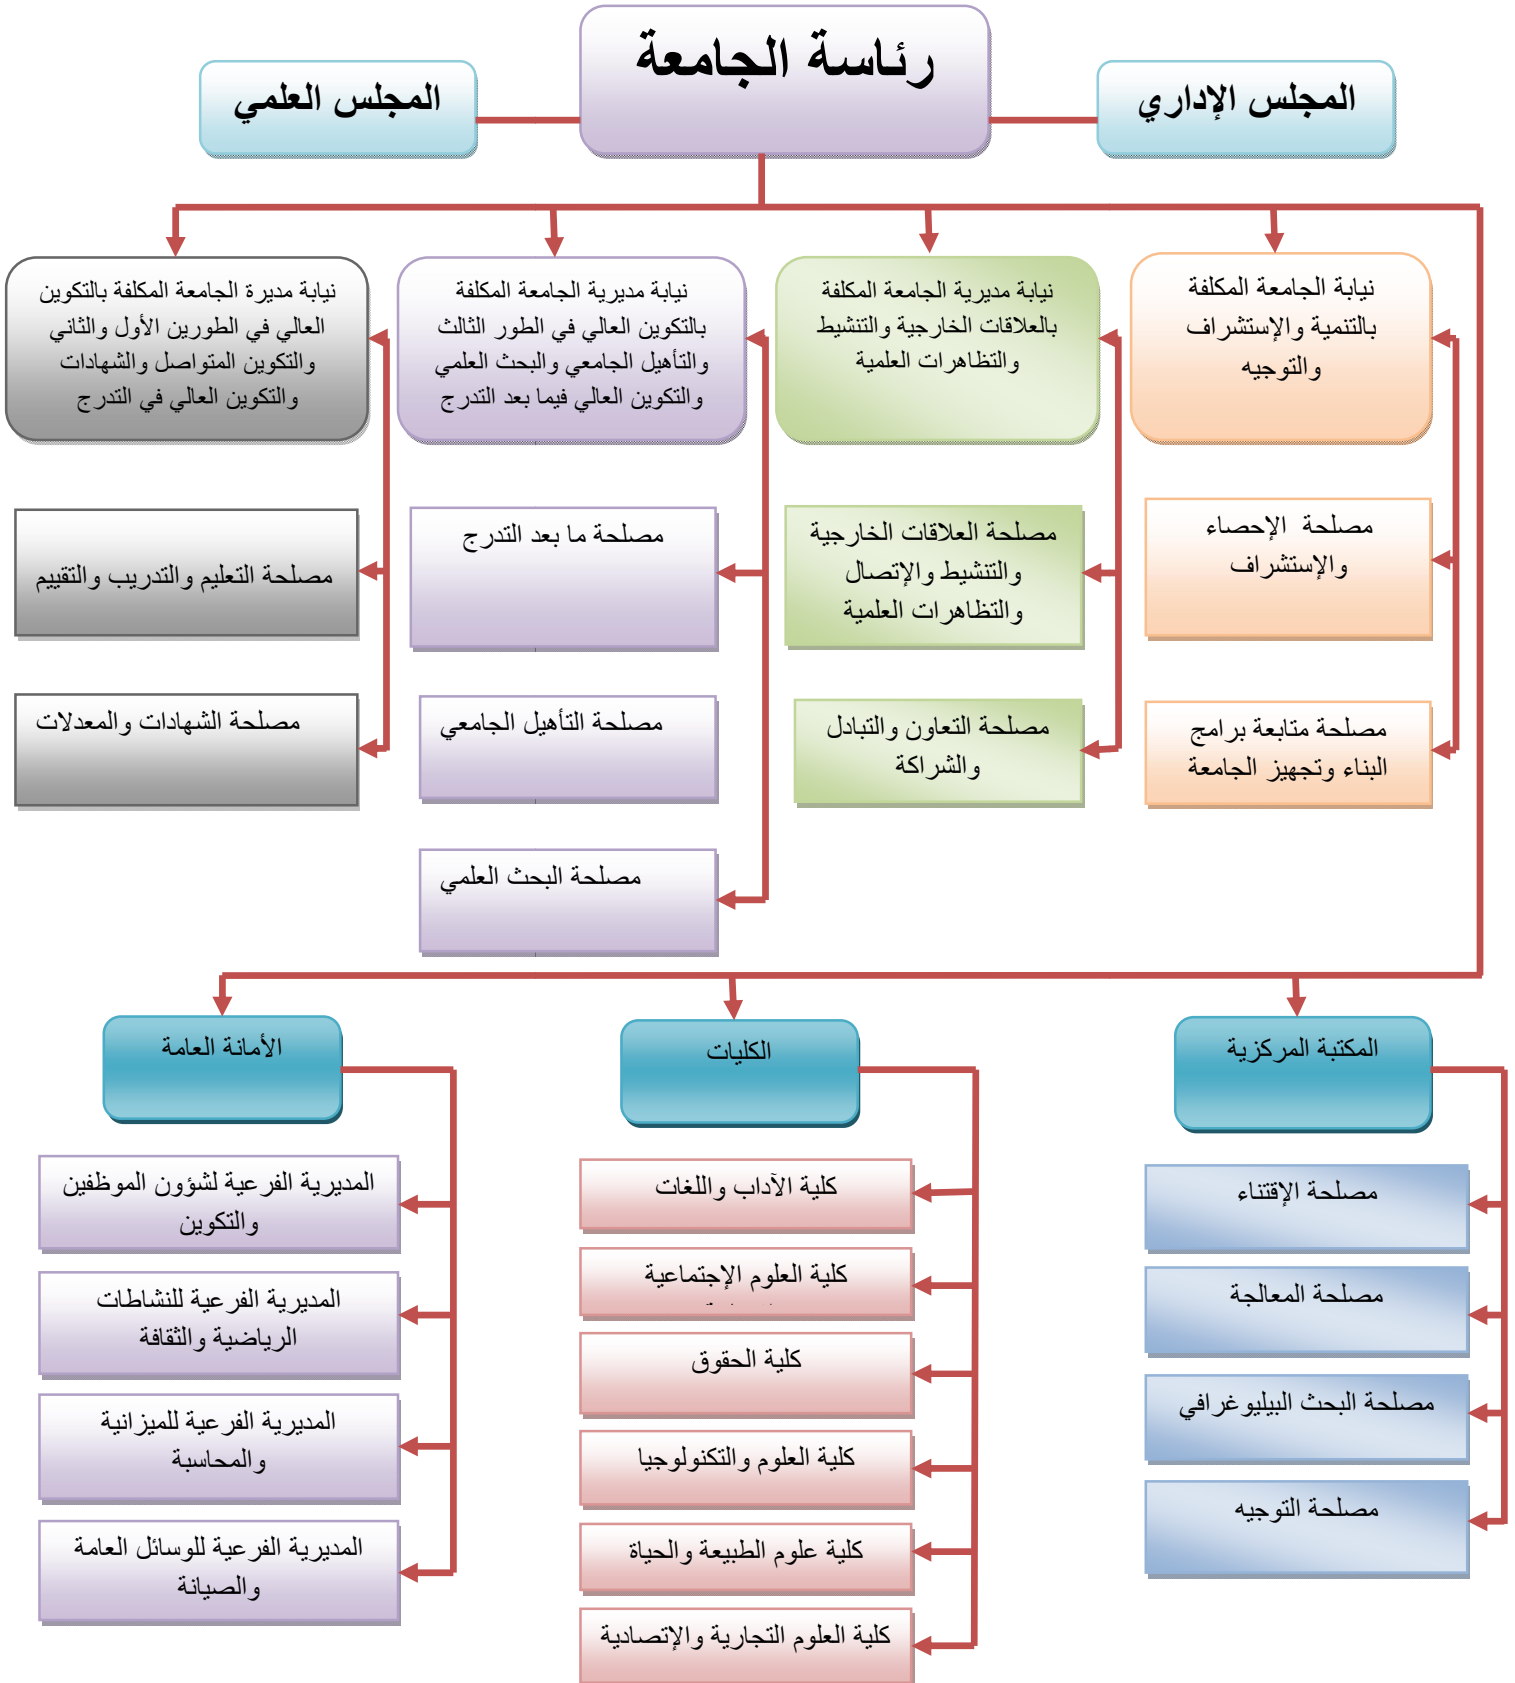 رئاسة الجامعة
المجلس الإداري
المجلس العلمي
نيابة الجامعة المكلفة
بالتنمية والإستشراف
والتوجيه
نيابة مديرية الجامعة المكلفة
بالعلاقات الخارجية والتنشيط
والتظاهرات العلمية
نيابة مديرية الجامعة المكلفة
بالتكوين العالي في الطور الثالث
والتأهيل الجامعي والبحث العلمي
والتكوين العالي فيما بعد التدرج
نيابة مديرة الجامعة المكلفة بالتكوين
العالي في الطورين الأول والثاني
والتكوين المتواصل والشهادات
والتكوين العالي في التدرج
مصلحة الإحصاء
والإستشراف
مصلحة العلاقات الخارجية
والتنشيط والإتصال
والتظاهرات العلمية
مصلحة ما بعد التدرج
مصلحة التعليم والتدريب والتقييم
مصلحة متابعة برامج
البناء وتجهيز الجامعة
مصلحة التعاون والتبادل
والشراكة
مصلحة التأهيل الجامعي
مصلحة الشهادات والمعدلات
مصلحة البحث العلمي
المكتبة المركزية
الكليات
الأمانة العامة
مصلحة الإقتناء
مصلحة المعالجة
مصلحة البحث البيليوغرافي
مصلحة التوجيه
كلية الآداب واللغات
كلية العلوم الإجتماعية
كلية الحقوق
كلية العلوم والتكنولوجيا
كلية علوم الطبيعة والحياة
كلية العلوم التجارية والإتصادية
المديرية الفرعية لشؤون الموظفين
والتكوين
المديرية الفرعية للنشاطات
الرياضية والثقافة
المديرية الفرعية للميزانية
والمحاسبة
المديرية الفرعية للوسائل العامة
والصيانة